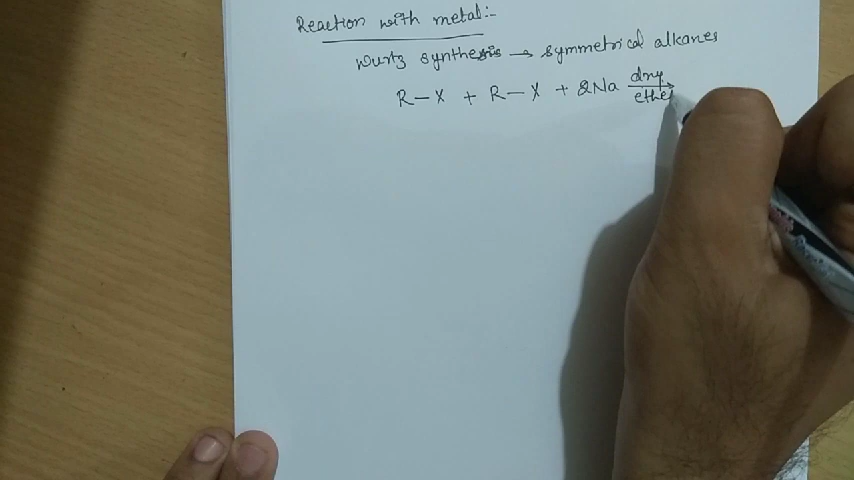 Reaction with metal:-
Wurtz synthesis → symmetrical alkanes
R-X + R-X + 2Na dry ether →